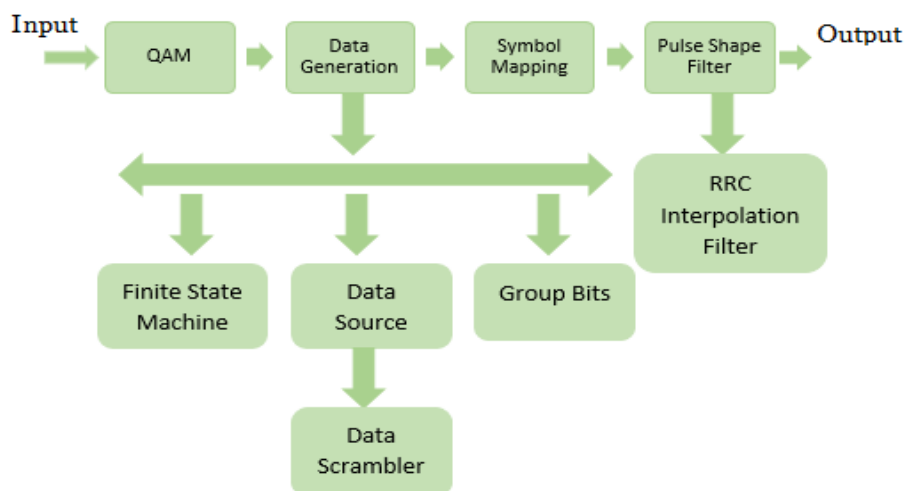 Input
QAM
Data
Generation
Symbol
Mapping
Pulse Shape
Filter
Output
RRC
Interpolation
Filter
Finite State
Machine
Data
Source
Group Bits
Data
Scrambler